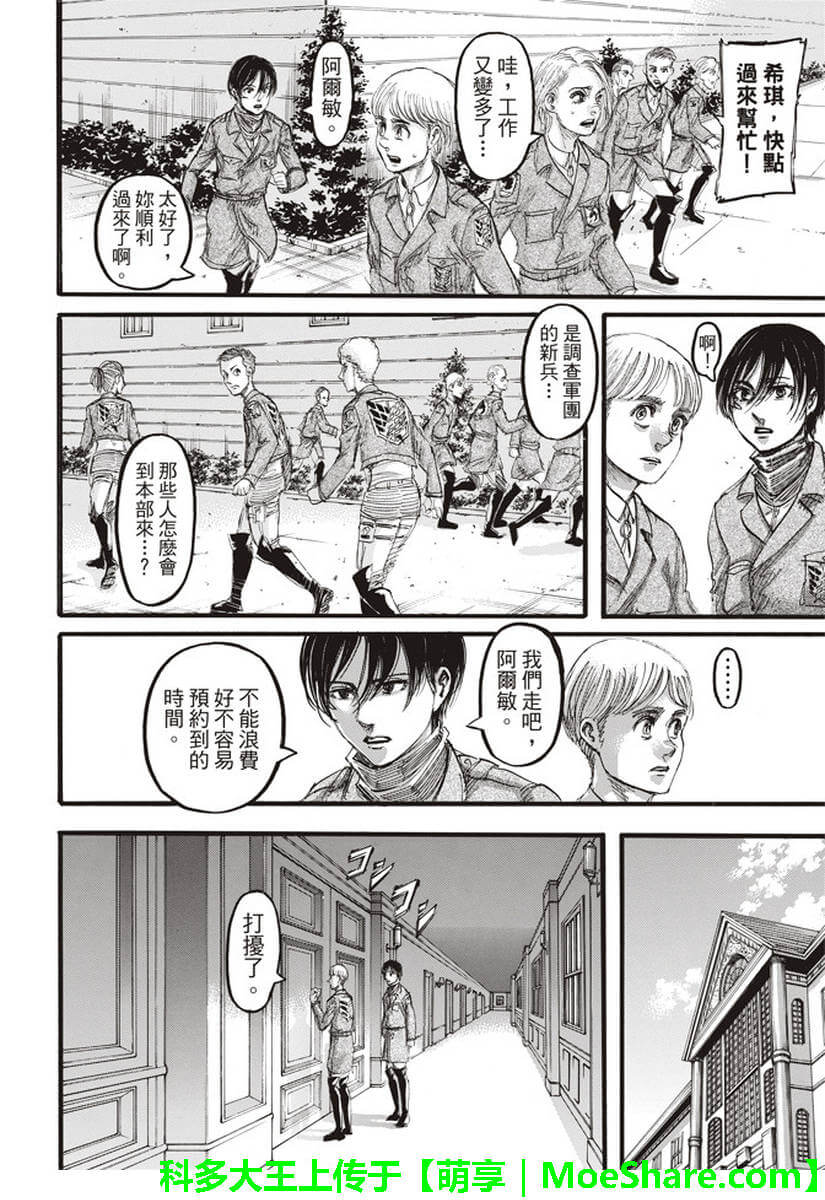 希琪，快點
過來幫忙！
哇，工作
又變多了…
阿爾敏。
太好了，
妳順利
過來了啊。
啊！
是調查軍團
的新兵…
那些人怎麼會
到本部來…？
……
我們走吧，
阿爾敏。
不能浪費
好不容易
預約到的
時間。
コンコン
打擾了。
科多大王上传于【萌享】|MoeShare.com】